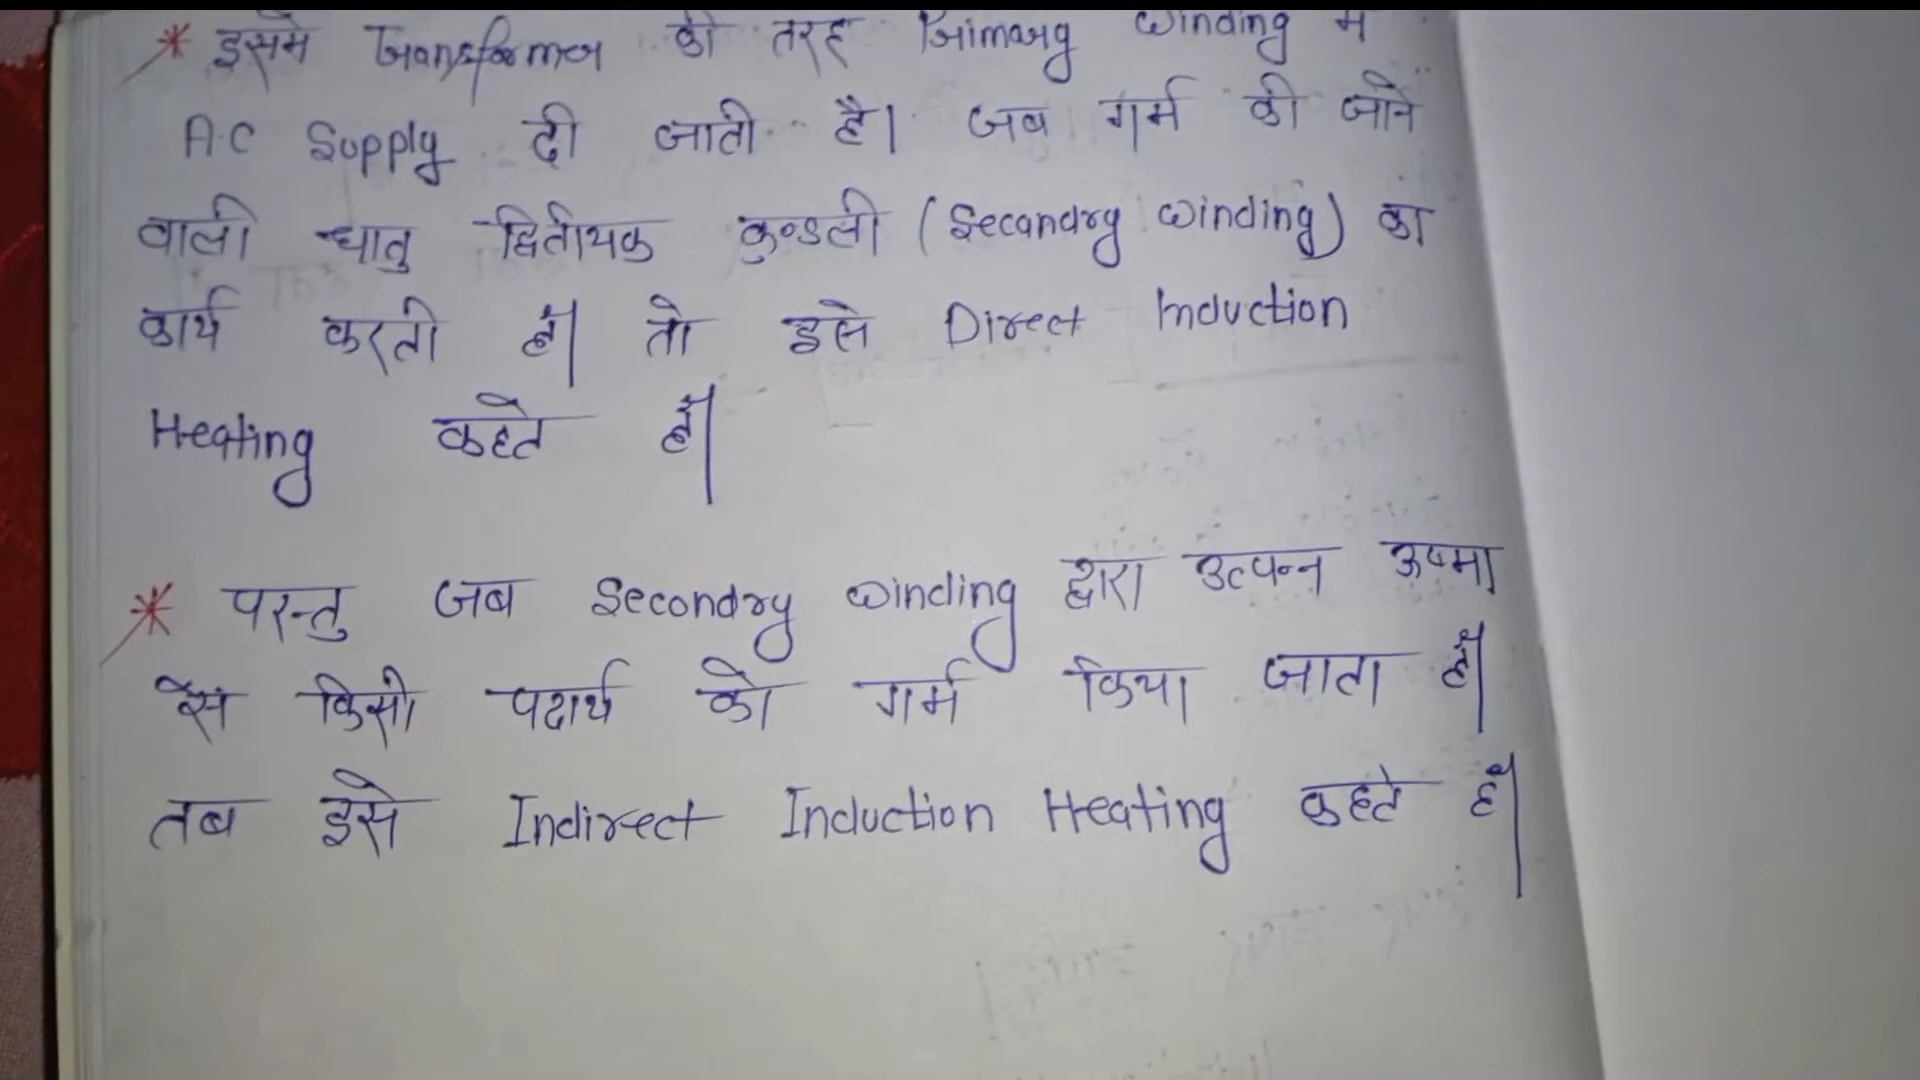 * इसमें Transformer की तरह Primary Winding में
A.C Supply दी जाती है। जब गर्म की जाने
वाली धातु द्वितीयक कुण्डली (Secandry Winding) का
कार्य करती है। तो इसे Direct Induction
Heating कहते हैं।
* परन्तु जब Secondry Winding द्वारा उत्पन्न ऊष्मा
से किसी पदार्थ को गर्म किया जाता है।
तब इसे Indirect Induction Heating कहते हैं।